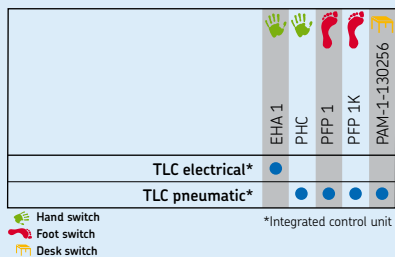 EHA 1
PHC
PFP 1
PFP 1K
PAM-1-130256
TLC electrical*
TLC pneumatic*
Hand switch
Foot switch
Desk switch
*Integrated control unit